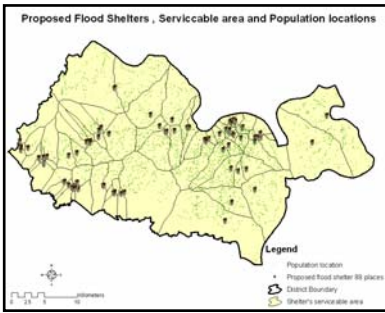 Proposed Flood Shelters , Serviccable area and Population locations
Legend
Population location
Proposed flood shelter 88 places
District Boundary
Shelter's serviceable area
kilometers